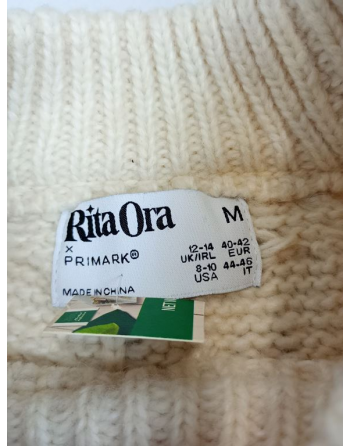 Rita Ora
M
x
PRIMARK®
12-14 40-42
UK/IRL EUR
8-10 44-46
USA IT
MADE IN CHINA